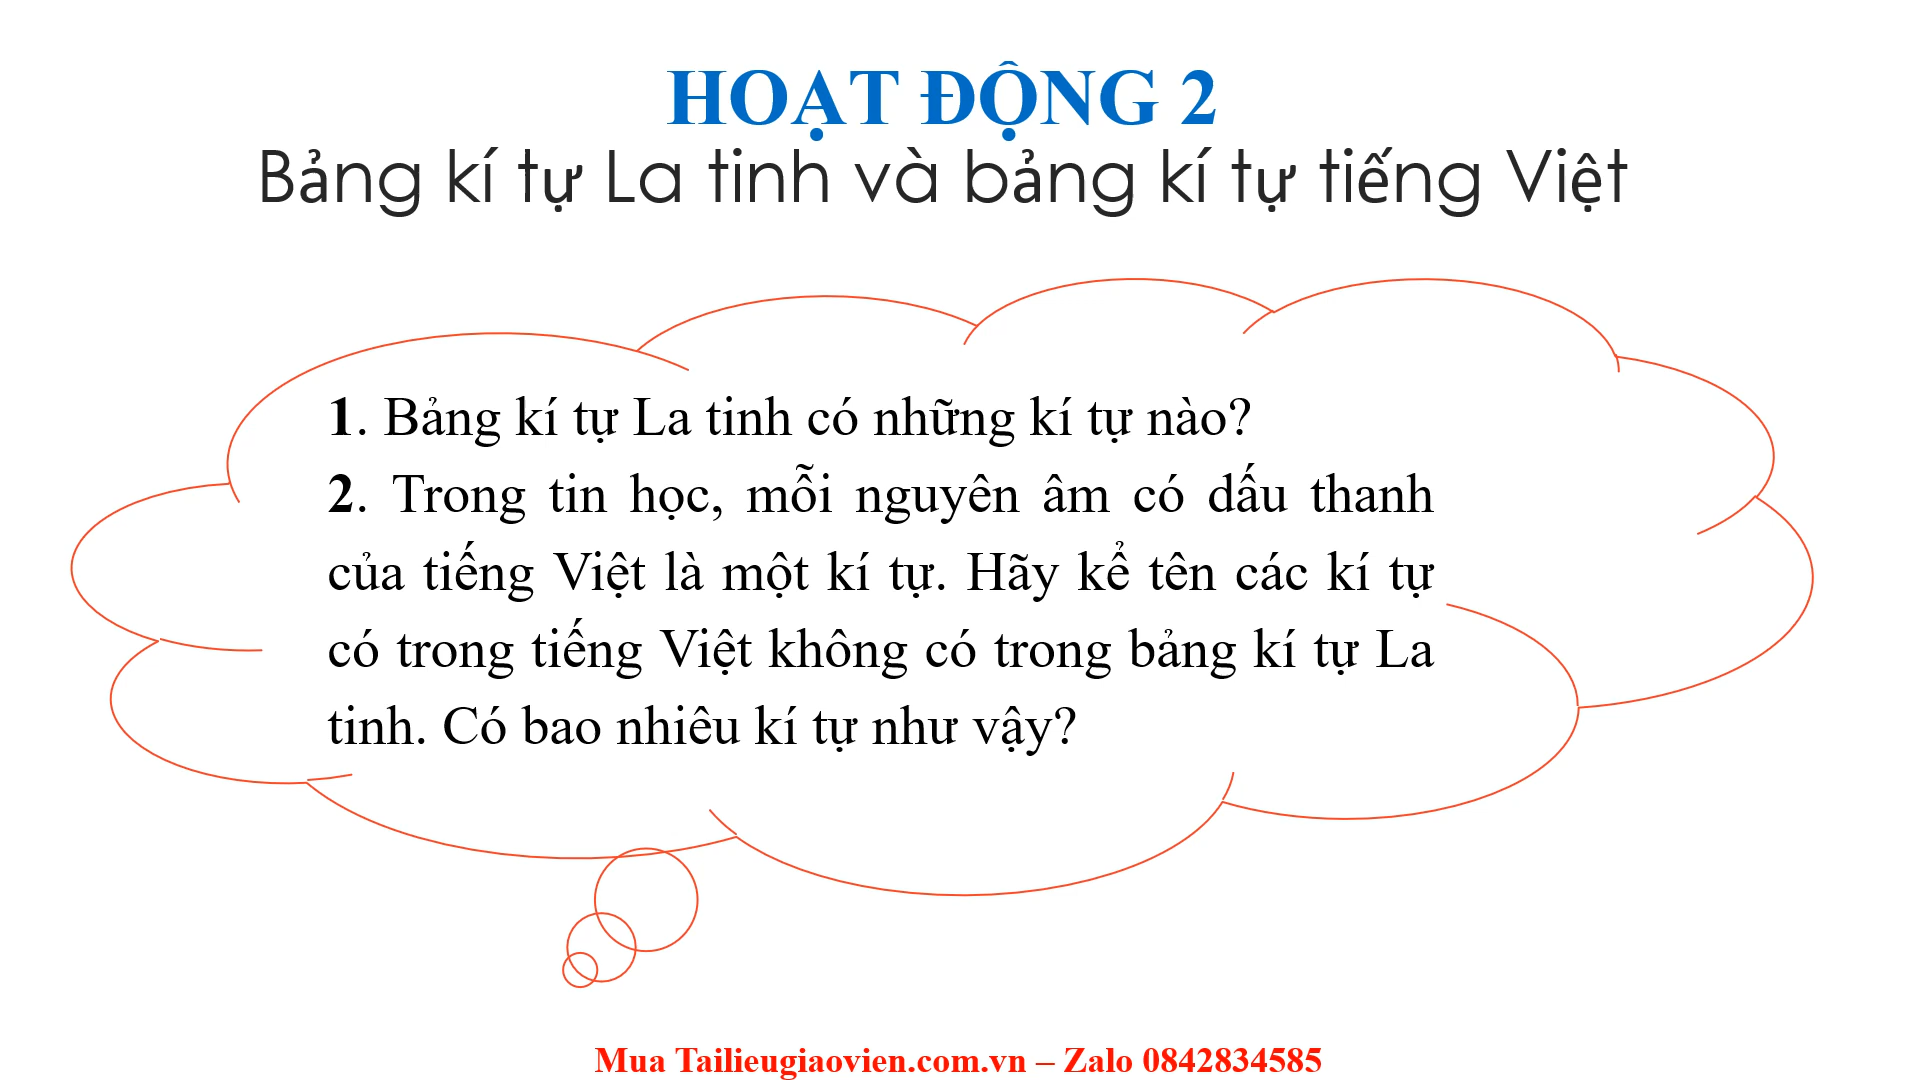 HOẠT ĐỘNG 2
Bảng kí tự La tinh và bảng kí tự tiếng Việt
1. Bảng kí tự La tinh có những kí tự nào?
2. Trong tin học, mỗi nguyên âm có dấu thanh
của tiếng Việt là một kí tự. Hãy kể tên các kí tự
có trong tiếng Việt không có trong bảng kí tự La
tinh. Có bao nhiêu kí tự như vậy?
Mua Tailieugiaovien.com.vn – Zalo 0842834585